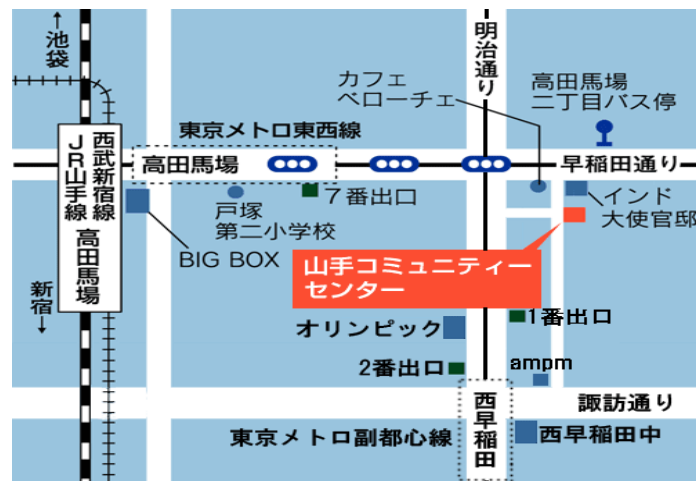 ↑
池袋
明治通り
カフェ
ベローチェ
高田馬場
二丁目バス停
東京メトロ東西線
西武新宿線
JR山手線
高田馬場
高田馬場
早稲田通り
戸塚
第二小学校
7番出口
インド
大使官邸
BIG BOX
山手コミュニティー
センター
新宿
↓
オリンピック
1番出口
2番出口
ampm
西早稲田
諏訪通り
東京メトロ副都心線
西早稲田中